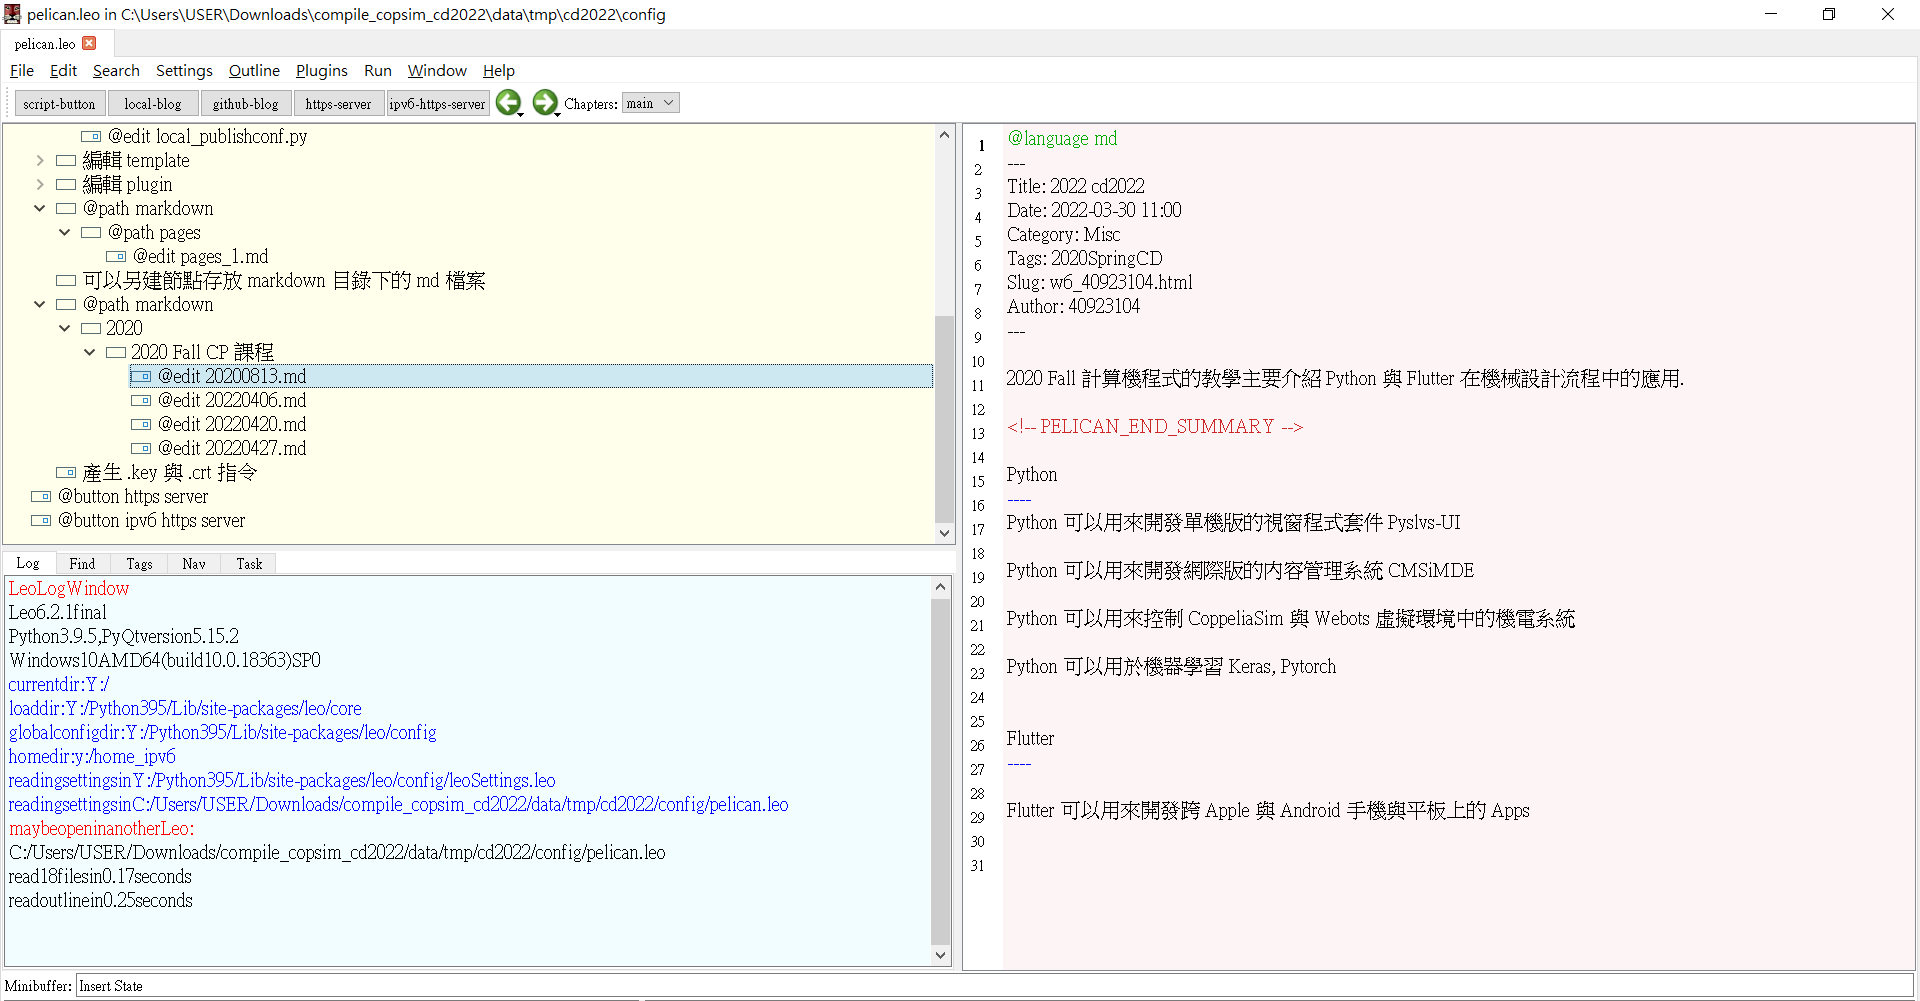 pelican.leo in C:\Users\USER\Downloads\compile_copsim_cd2022\data\tmp\cd2022\config
pelican.leo
File Edit Search Settings Outline Plugins Run Window Help
script-button local-blog github-blog https-server ipv6-https-server Chapters: main
@edit local_publishconf.py
編輯 template
編輯 plugin
@path markdown
@path pages
@edit pages_1.md
可以另建節點存放 markdown 目錄下的 md 檔案
@path markdown
2020
2020 Fall CP 課程
@edit 20200813.md
@edit 20220406.md
@edit 20220420.md
@edit 20220427.md
產生 .key 與 .crt 指令
@button https server
@button ipv6 https server
Log Find Tags Nav Task
LeoLogWindow
Leo6.2.1final
Python3.9.5,PyQtversion5.15.2
Windows10AMD64(build10.0.18363)SP0
currentdir:Y:/
loaddir:Y:/Python395/Lib/site-packages/leo/core
globalconfigdir:Y:/Python395/Lib/site-packages/leo/config
homedir:y:/home_ipv6
readingsettingsinY:/Python395/Lib/site-packages/leo/config/leoSettings.leo
readingsettingsinC:/Users/USER/Downloads/compile_copsim_cd2022/data/tmp/cd2022/config/pelican.leo
maybeopeninanotherLeo:
C:/Users/USER/Downloads/compile_copsim_cd2022/data/tmp/cd2022/config/pelican.leo
read18filesin0.17seconds
readoutlinein0.25seconds
1 @language md
2 ---
3 Title: 2022 cd2022
4 Date: 2022-03-30 11:00
5 Category: Misc
6 Tags: 2020SpringCD
7 Slug: w6_40923104.html
8 Author: 40923104
9 ---
10
11 2020 Fall 計算機程式的教學主要介紹 Python 與 Flutter 在機械設計流程中的應用.
12
13 <!-- PELICAN_END_SUMMARY -->
14
15 Python
16 ----
17 Python 可以用來開發單機版的視窗程式套件 Pyslvs-UI
18
19 Python 可以用來開發網際版的内容管理系統 CMSiMDE
20
21 Python 可以用來控制 CoppeliaSim 與 Webots 虛擬環境中的機電系統
22
23 Python 可以用於機器學習 Keras, Pytorch
24
25
26 Flutter
27 ----
28
29 Flutter 可以用來開發跨 Apple 與 Android 手機與平板上的 Apps
30
31
Minibuffer: Insert State